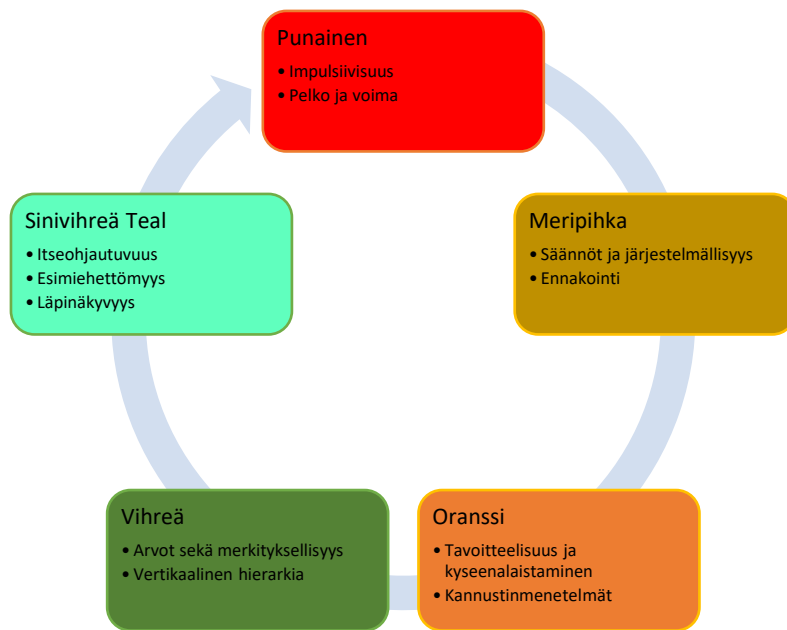 Punainen
• Impulsiivisuus
• Pelko ja voima
Meripihka
• Säännöt ja järjestelmällisyys
• Ennakointi
Oranssi
• Tavoitteelisuus ja
kyseenalaistaminen
• Kannustinmenetelmät
Vihreä
• Arvot sekä merkityksellisyys
• Vertikaalinen hierarkia
Sinivihreä Teal
• Itseohjautuvuus
• Esimiehettömyys
• Läpinäkyvyys